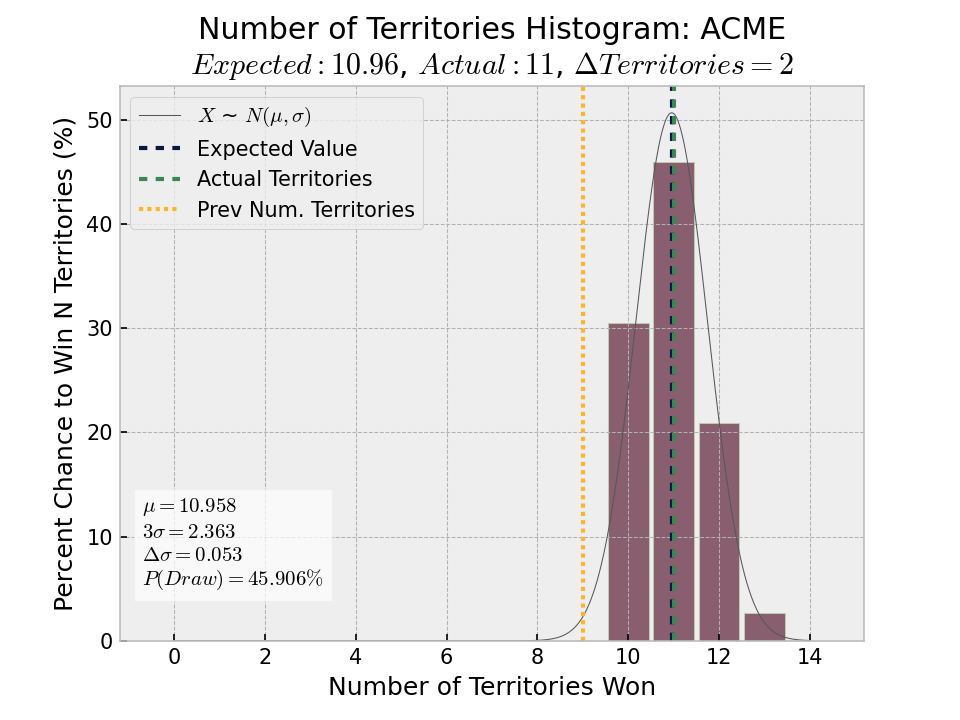 Number of Territories Histogram: ACME
Expected : 10.96, Actual : 11, ΔTerritories = 2
X ∼ N(μ, σ)
Expected Value
Actual Territories
Prev Num. Territories
Percent Chance to Win N Territories (%)
50
40
30
20
10
0
μ = 10.958
3σ = 2.363
Δσ = 0.053
P(Draw) = 45.906%
0 2 4 6 8 10 12 14
Number of Territories Won